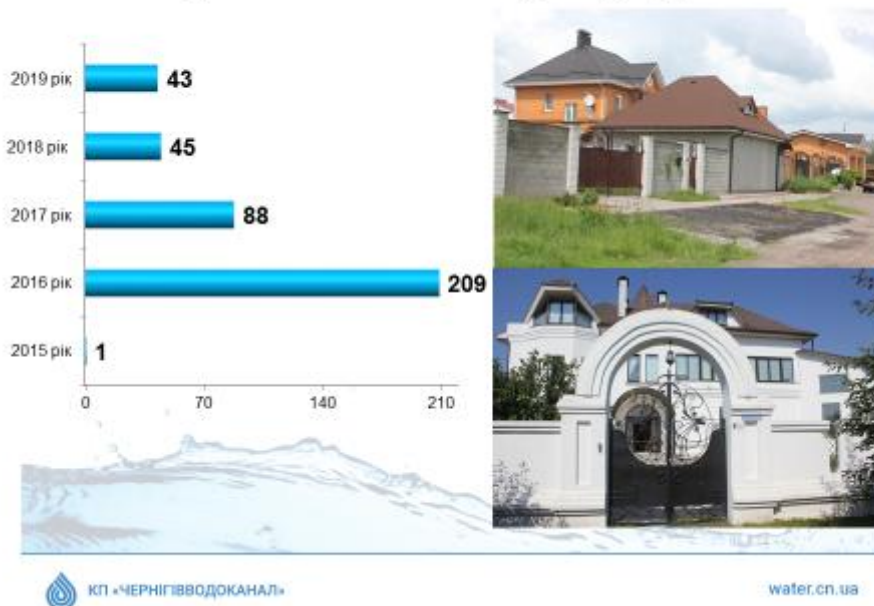 2019 рік 43
2018 рік 45
2017 рік 88
2016 рік 209
2015 рік 1
0 70 140 210
КП «ЧЕРНІГІВВОДОКАНАЛ»
water.cn.ua